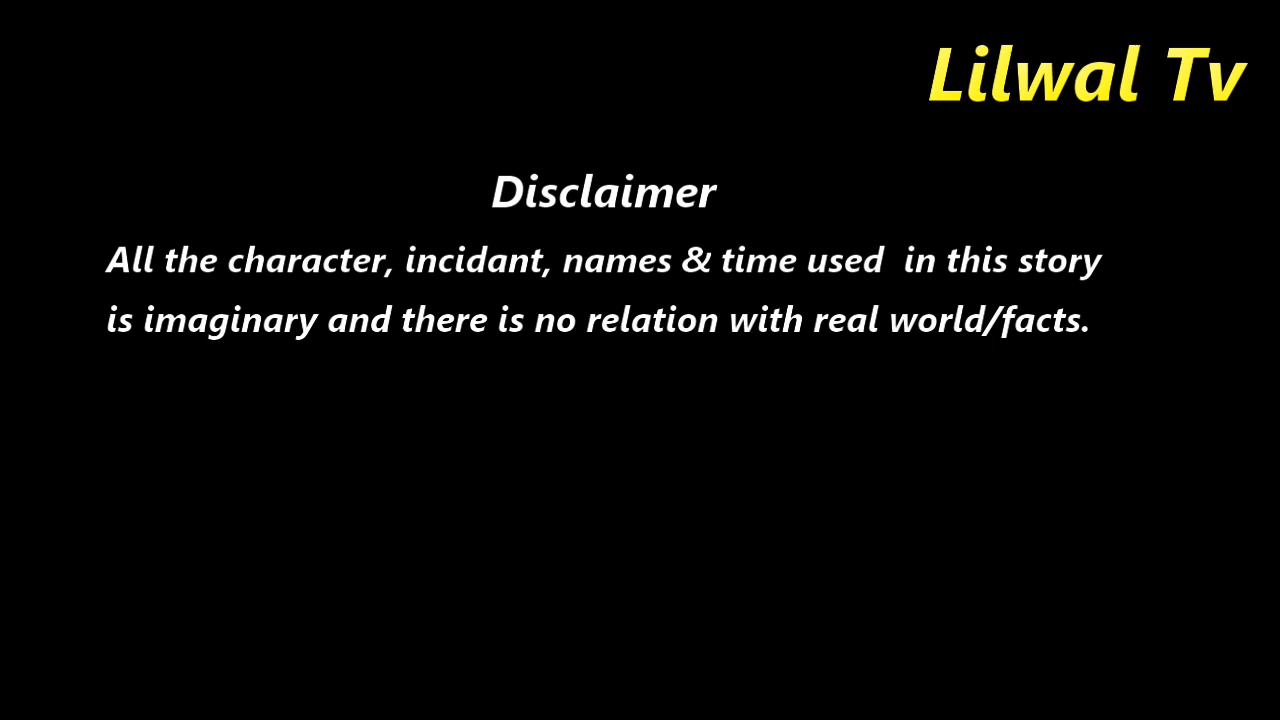 Lilwal Tv
Disclaimer
All the character, incidant, names & time used  in this story
is imaginary and there is no relation with real world/facts.